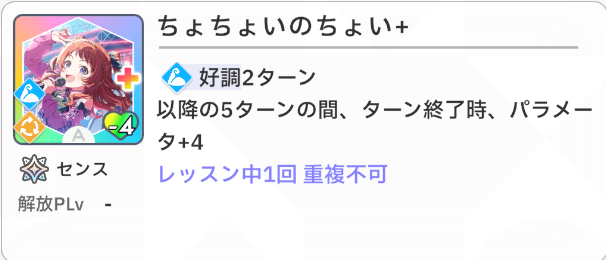 ちょちょいのちょい+
好調2ターン
以降の5ターンの間、ターン終了時、パラメー
タ+4
レッスン中1回 重複不可
-4
A
センス
解放PLv -